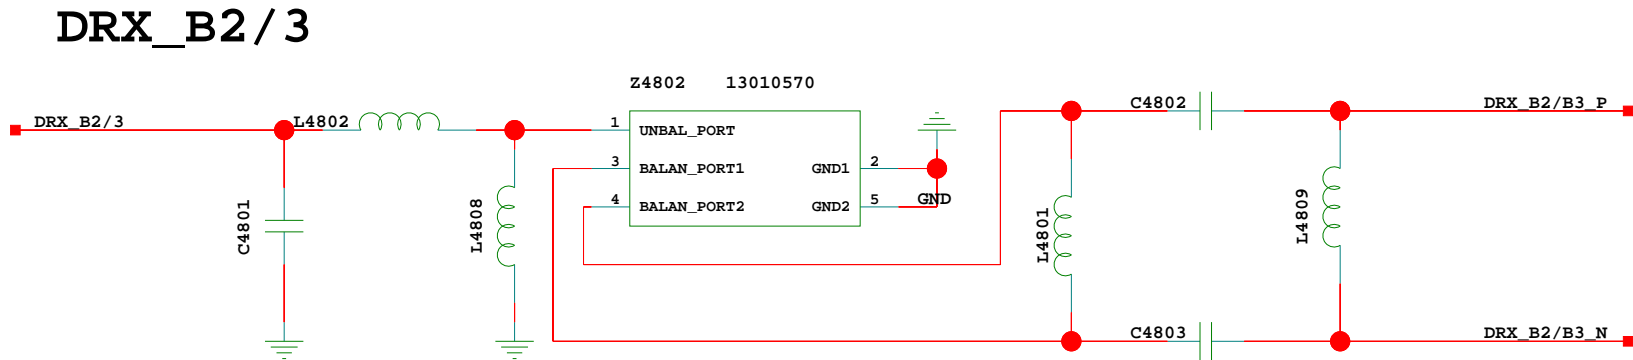 DRX_B2/3
Z4802 13010570
DRX_B2/3
L4802
1
UNBAL_PORT
3
BALAN_PORT1
4
BALAN_PORT2
GND1
2
GND2
5
GND
C4801
L4808
L4801
C4802
DRX_B2/B3_P
L4809
C4803
DRX_B2/B3_N